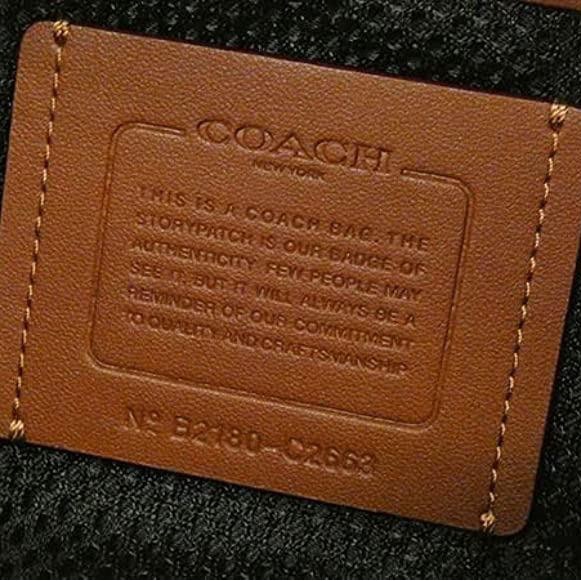 COACH
NEW YORK
THIS IS A COACH BAG. THE
STORYPATCH IS OUR BADGE OF
AUTHENTICITY. FEW PEOPLE MAY
SEE IT, BUT IT WILL ALWAYS BE A
REMINDER OF OUR COMMITMENT
TO QUALITY AND CRAFTSMANSHIP.
Nº B2180-C2663